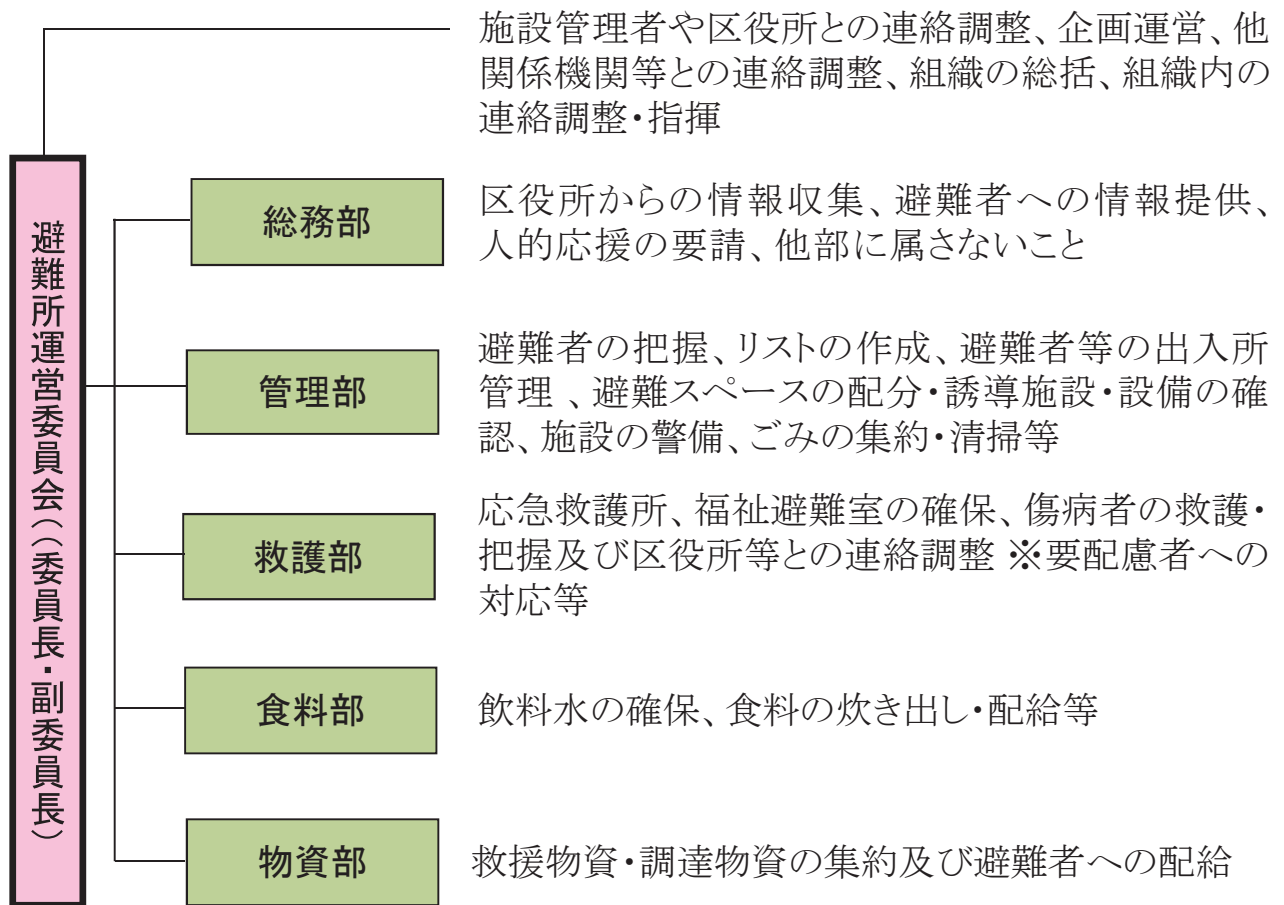 施設管理者や区役所との連絡調整、企画運営、他
関係機関等との連絡調整、組織の総括、組織内の
連絡調整・指揮
避難所運営委員会（（委員長・副委員長）
総務部
区役所からの情報収集、避難者への情報提供、
人的応援の要請、他部に属さないこと
管理部
避難者の把握、リストの作成、避難者等の出入所
管理 、避難スペースの配分・誘導施設・設備の確
認、施設の警備、ごみの集約・清掃等
救護部
応急救護所、福祉避難室の確保、傷病者の救護・
把握及び区役所等との連絡調整 ※要配慮者への
対応等
食料部
飲料水の確保、食料の炊き出し・配給等
物資部
救援物資・調達物資の集約及び避難者への配給